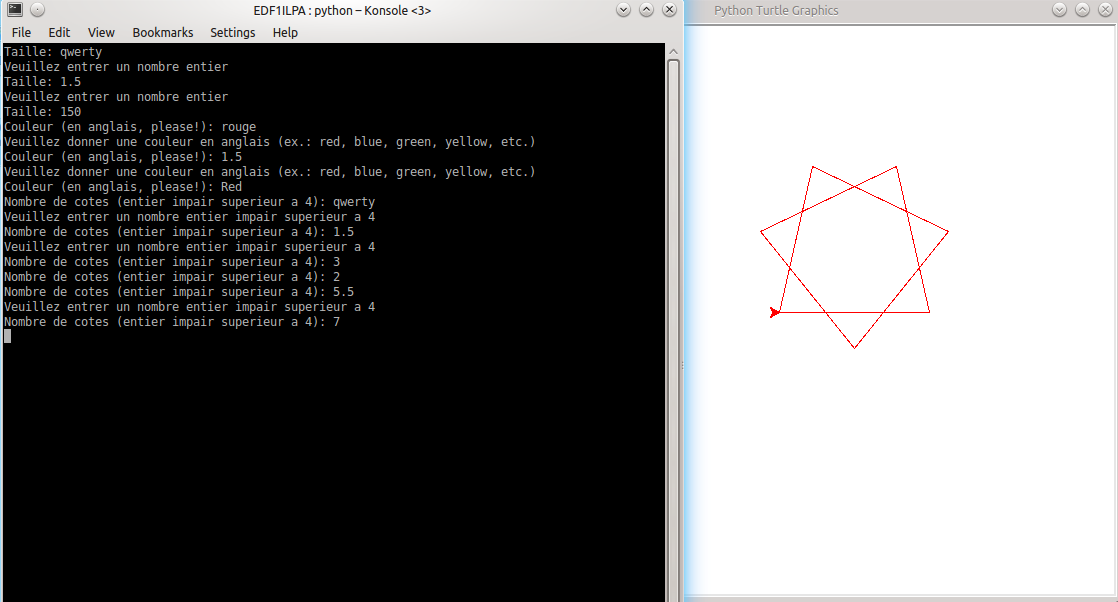 EDF1ILPA : python – Konsole <3>
File Edit View Bookmarks Settings Help
Taille: qwerty
Veuillez entrer un nombre entier
Taille: 1.5
Veuillez entrer un nombre entier
Taille: 150
Couleur (en anglais, please!): rouge
Veuillez donner une couleur en anglais (ex.: red, blue, green, yellow, etc.)
Couleur (en anglais, please!): 1.5
Veuillez donner une couleur en anglais (ex.: red, blue, green, yellow, etc.)
Couleur (en anglais, please!): Red
Nombre de cotes (entier impair superieur a 4): qwerty
Veuillez entrer un nombre entier impair superieur a 4
Nombre de cotes (entier impair superieur a 4): 1.5
Veuillez entrer un nombre entier impair superieur a 4
Nombre de cotes (entier impair superieur a 4): 3
Nombre de cotes (entier impair superieur a 4): 2
Nombre de cotes (entier impair superieur a 4): 5.5
Veuillez entrer un nombre entier impair superieur a 4
Nombre de cotes (entier impair superieur a 4): 7
Python Turtle Graphics